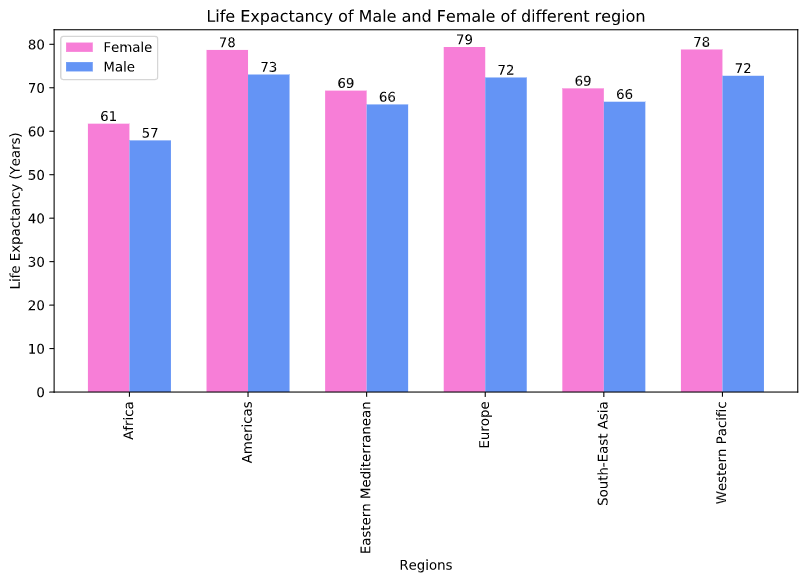 Life Expactancy of Male and Female of different region
Female
Male
Life Expactancy (Years)
80
70
60
50
40
30
20
10
0
61
57
78
73
69
66
79
72
69
66
78
72
Africa
Americas
Eastern Mediterranean
Europe
South-East Asia
Western Pacific
Regions